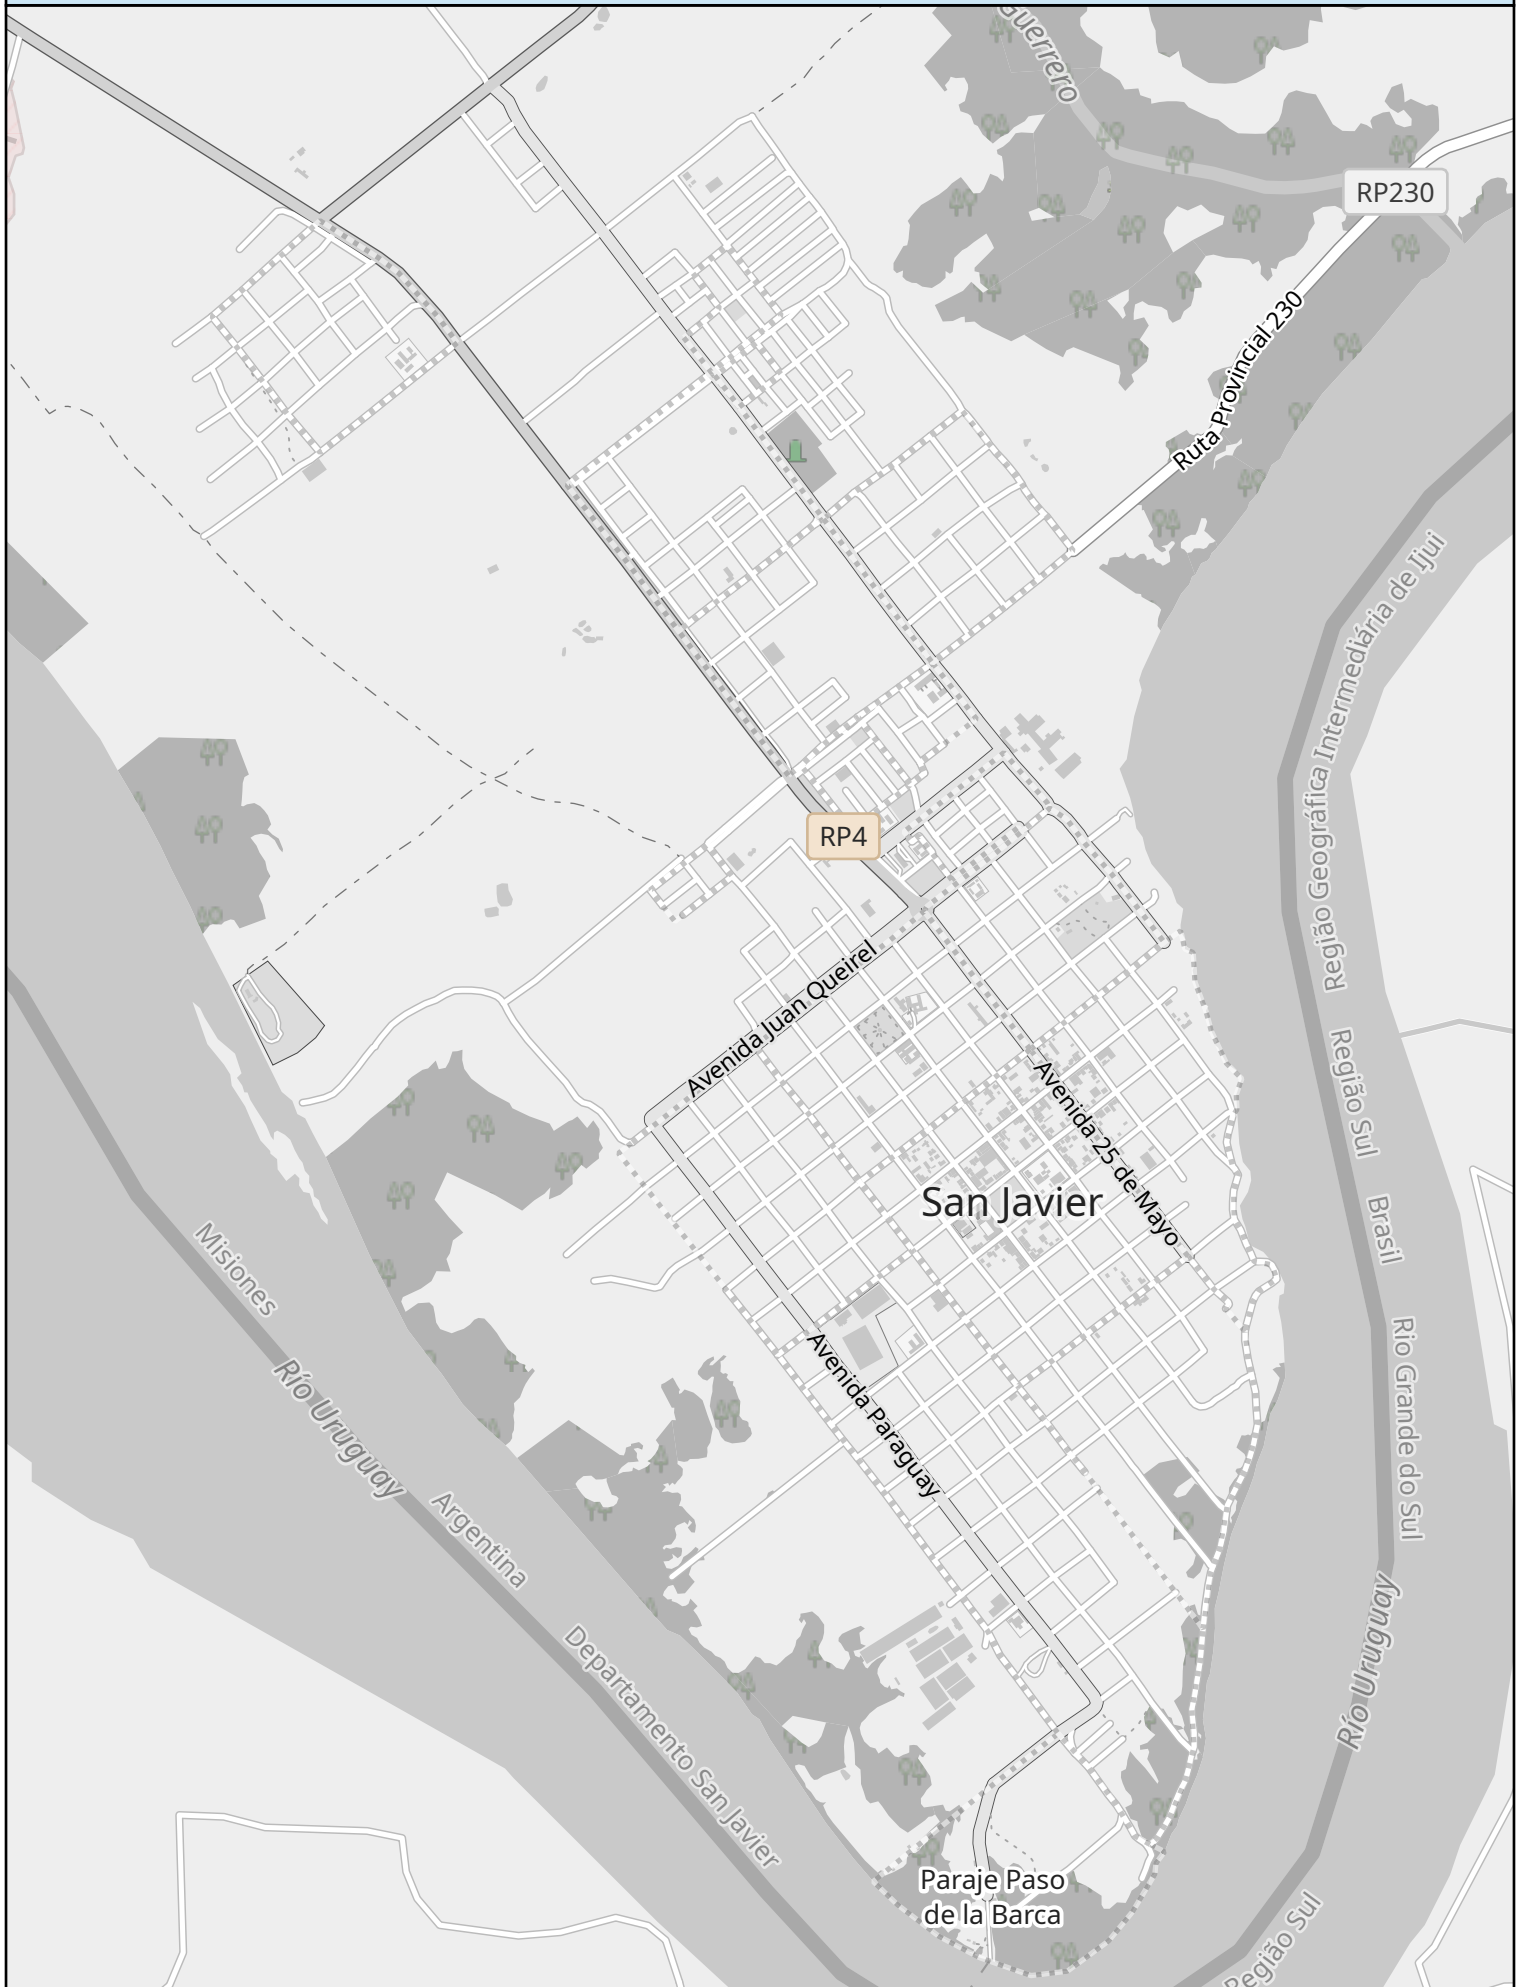 Guerrero
RP230
Ruta Provincial 230
Região Geográfica Intermediária de Ijui
RP4
Avenida Juan Queirel
Região Sul
Avenida 25 de Mayo
San Javier
Brasil
Misiones
Rio Grande do Sul
Río Uruguay
Avenida Paraguay
Argentina
Río Uruguay
Departamento San Javier
Paraje Paso
de la Barca
Região Sul